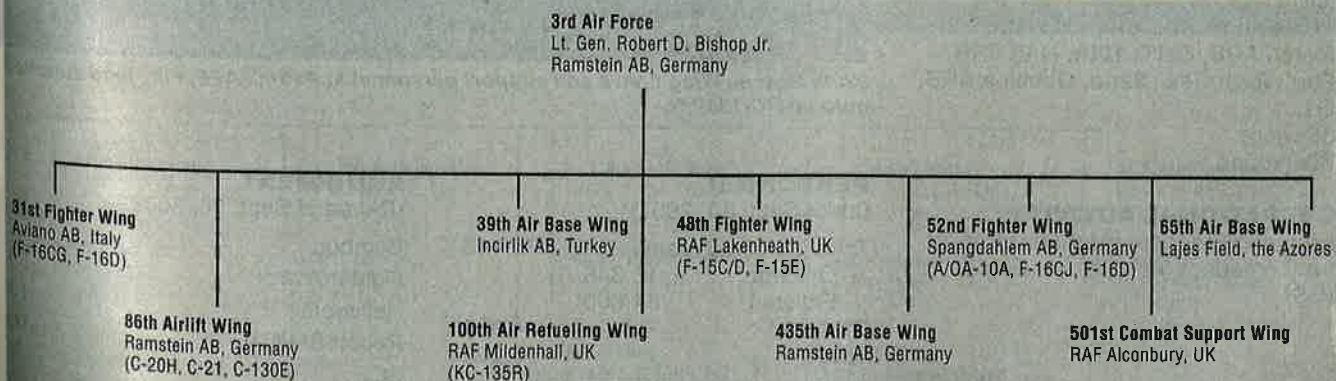 3rd Air Force
Lt. Gen. Robert D. Bishop Jr.
Ramstein AB, Germany
31st Fighter Wing
Aviano AB, Italy
(F-16CG, F-16D)
39th Air Base Wing
Incirlik AB, Turkey
48th Fighter Wing
RAF Lakenheath, UK
(F-15C/D, F-15E)
52nd Fighter Wing
Spangdahlem AB, Germany
(A/OA-10A, F-16CJ, F-16D)
65th Air Base Wing
Lajes Field, the Azores
86th Airlift Wing
Ramstein AB, Germany
(C-20H, C-21, C-130E)
100th Air Refueling Wing
RAF Mildenhall, UK
(KC-135R)
435th Air Base Wing
Ramstein AB, Germany
501st Combat Support Wing
RAF Alconbury, UK